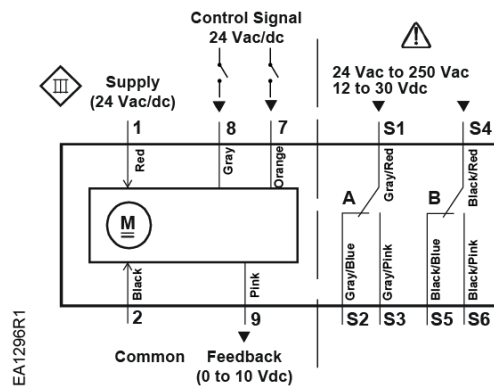 Control Signal
24 Vac/dc
III
Supply
(24 Vac/dc)
24 Vac to 250 Vac
12 to 30 Vdc
1
8
7
S1
S4
Red
Gray
Orange
Gray/Red
Black/Red
M
A
B
Black
Pink
Gray/Blue
Gray/Pink
Black/Blue
Black/Pink
2
9
S2
S3
S5
S6
Common
Feedback
(0 to 10 Vdc)
EA1296R1